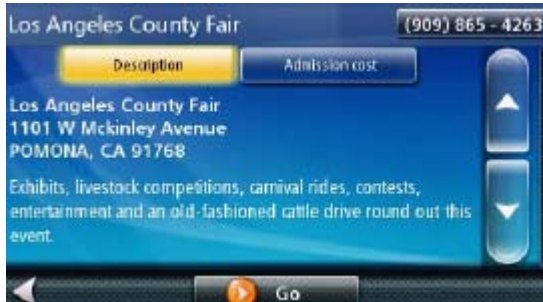 Los Angeles County Fair
(909) 865 - 4263
Description
Admission cost
Los Angeles County Fair
1101 W Mckinley Avenue
POMONA, CA 91768
Exhibits, livestock competitions, carnival rides, contests,
entertainment and an old-fashioned cattle drive round out this
event.
Go